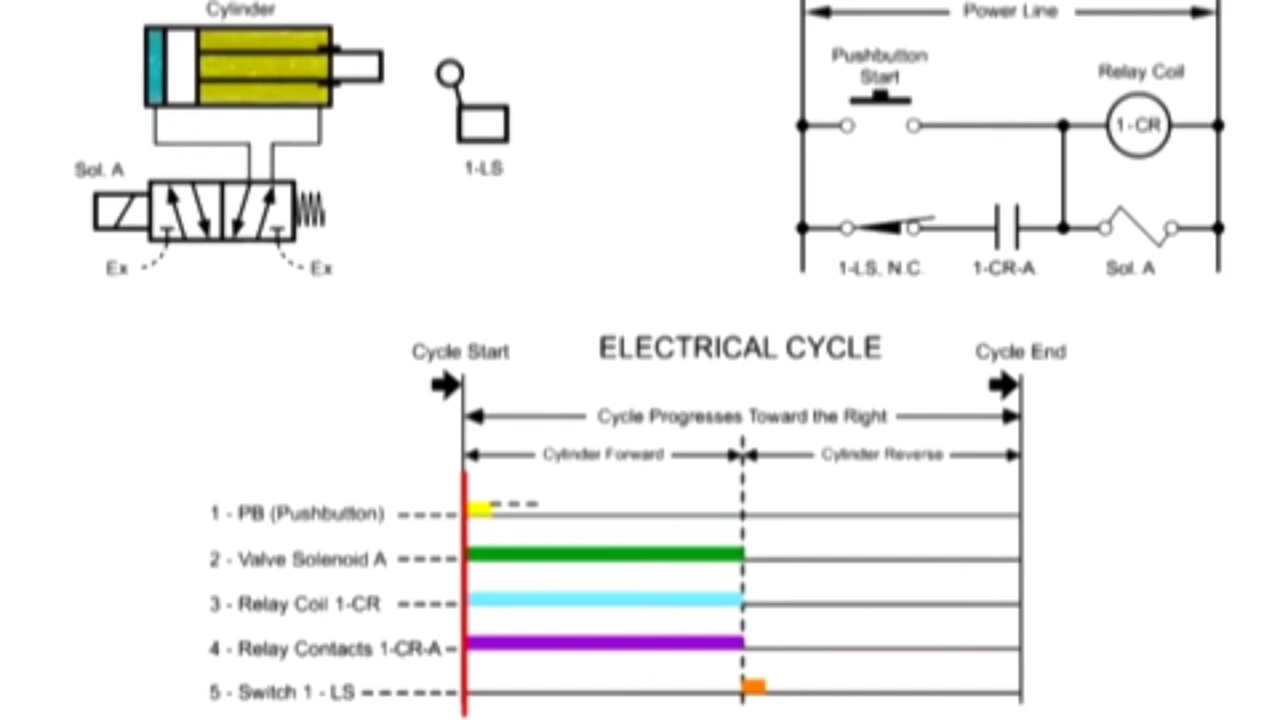 Cylinder
Power Line
Pushbutton
Start
Relay Coil
1-CR
Sol. A
1-LS
Ex
Ex
1-LS, N.C.
1-CR-A
Sol. A
ELECTRICAL CYCLE
Cycle Start
Cycle End
Cycle Progresses Toward the Right
Cylinder Forward
Cylinder Reverse
1 - PB (Pushbutton)
2 - Valve Solenoid A
3 - Relay Coil 1-CR
4 - Relay Contacts 1-CR-A
5 - Switch 1 - LS